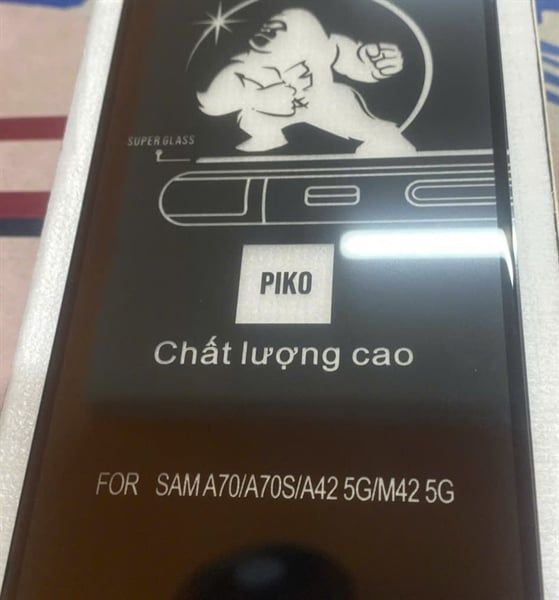 SUPER GLASS
PIKO
Chất lượng cao
FOR SAM A70/A70S/A42 5G/M42 5G